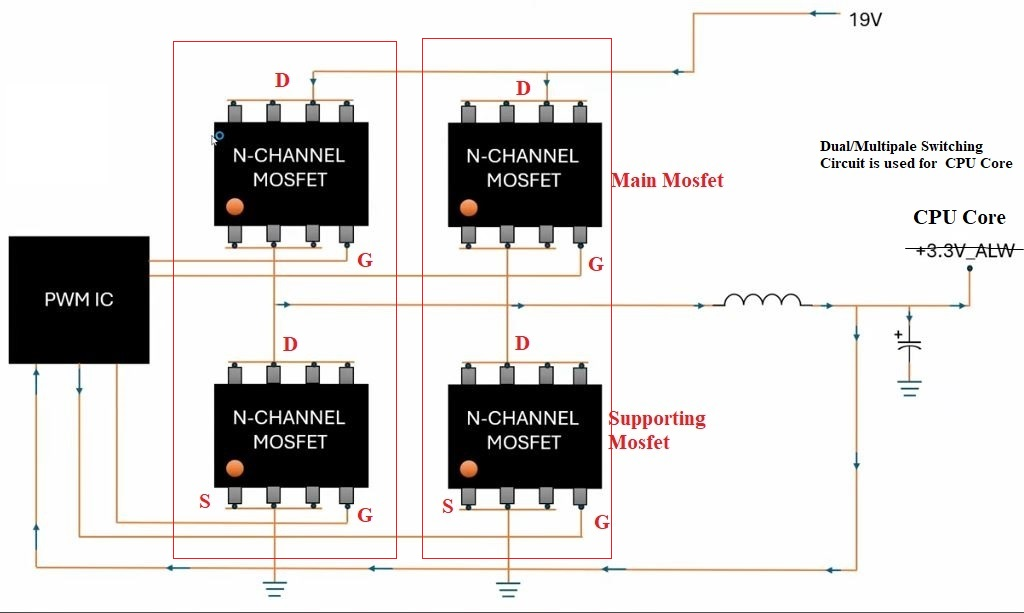 19V
D
D
N-CHANNEL
MOSFET
N-CHANNEL
MOSFET
Main Mosfet
Dual/Multipale Switching
Circuit is used for CPU Core
CPU Core
+3.3V_ALW
G
G
PWM IC
D
D
+
N-CHANNEL
MOSFET
N-CHANNEL
MOSFET
Supporting
Mosfet
S
G
S
G